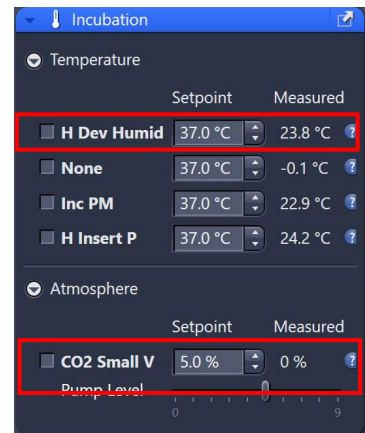 Incubation
Temperature
Setpoint Measured
H Dev Humid 37.0 °C 23.8 °C ?
None 37.0 °C -0.1 °C ?
Inc PM 37.0 °C 22.9 °C ?
H Insert P 37.0 °C 24.2 °C ?
Atmosphere
Setpoint Measured
CO2 Small V 5.0 % 0 % ?
Pump Level
0 9